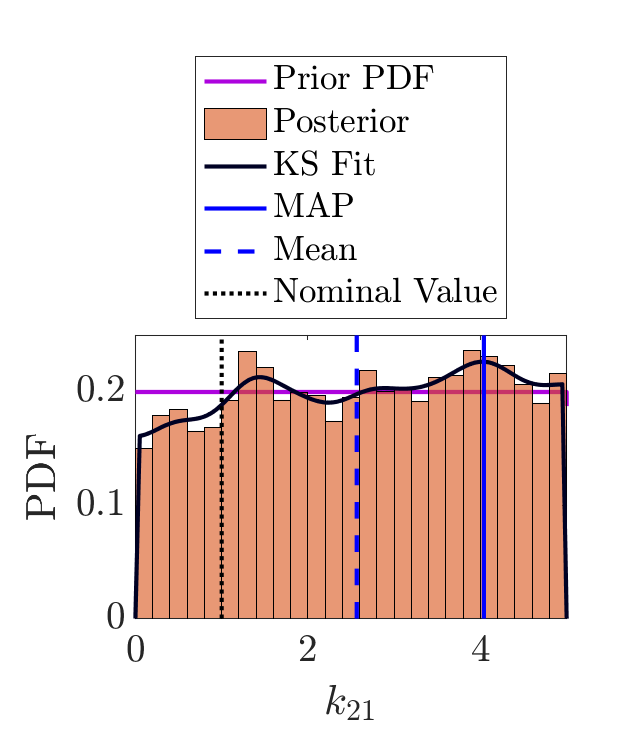 Prior PDF
Posterior
KS Fit
MAP
Mean
Nominal Value
0.2
0.1
0
PDF
0 2 4
k₂₁